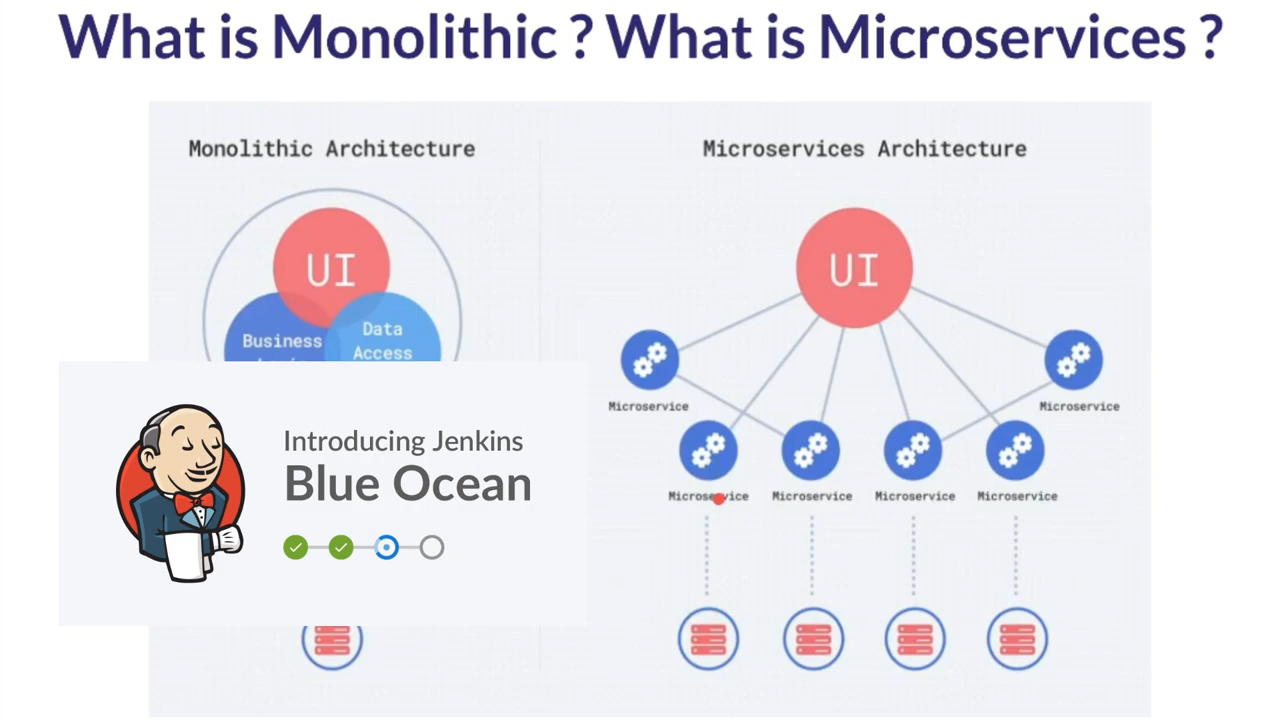 What is Monolithic ? What is Microservices ?
Monolithic Architecture
Microservices Architecture
UI
Business
Data
Access
UI
Microservice
Microservice
Microservice
Microservice
Microservice
Microservice
Introducing Jenkins
Blue Ocean